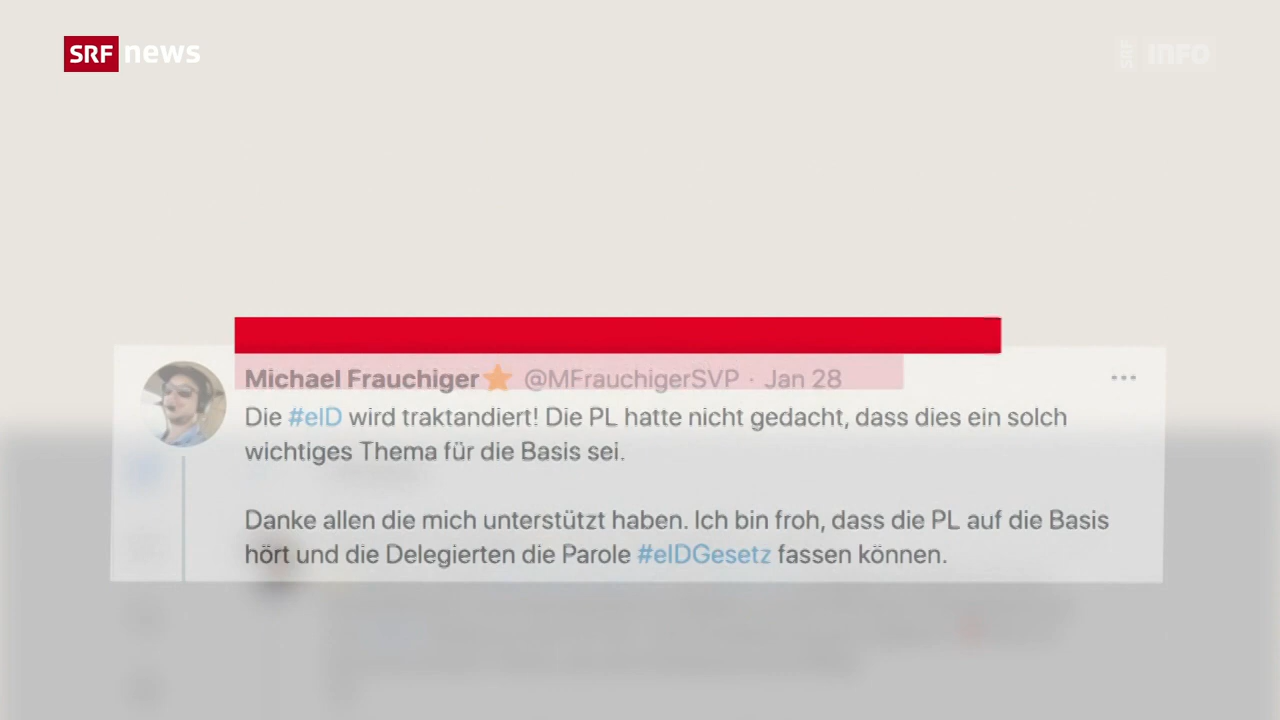 SRF news
SRF INFO
Michael Frauchiger @MFrauchigerSVP · Jan 28
Die #eID wird traktandiert! Die PL hatte nicht gedacht, dass dies ein solch
wichtiges Thema für die Basis sei.
Danke allen die mich unterstützt haben. Ich bin froh, dass die PL auf die Basis
hört und die Delegierten die Parole #eIDGesetz fassen können.